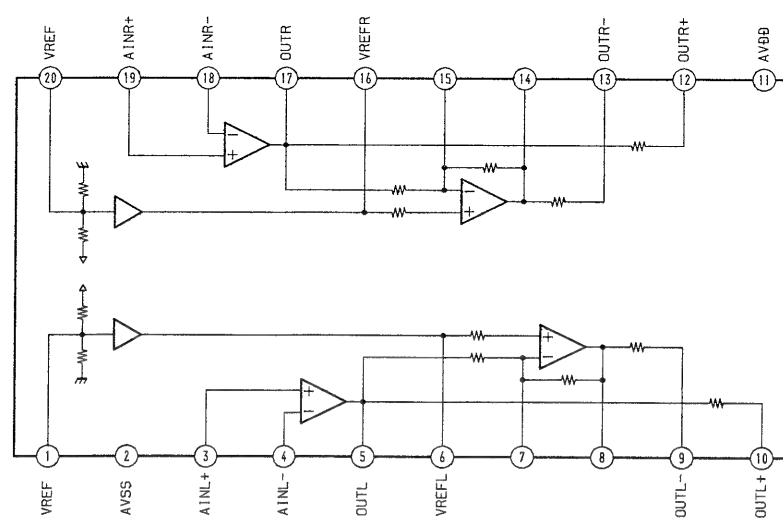 VREF
AINR+
AINR-
OUTR
VREFR
OUTR-
OUTR+
AVDD
20
19
18
17
16
15
14
13
12
11
−
+
−
+
+
−
+
−
1
2
3
4
5
6
7
8
9
10
VREF
AVSS
AINL+
AINL-
OUTL
VREFL
OUTL-
OUTL+